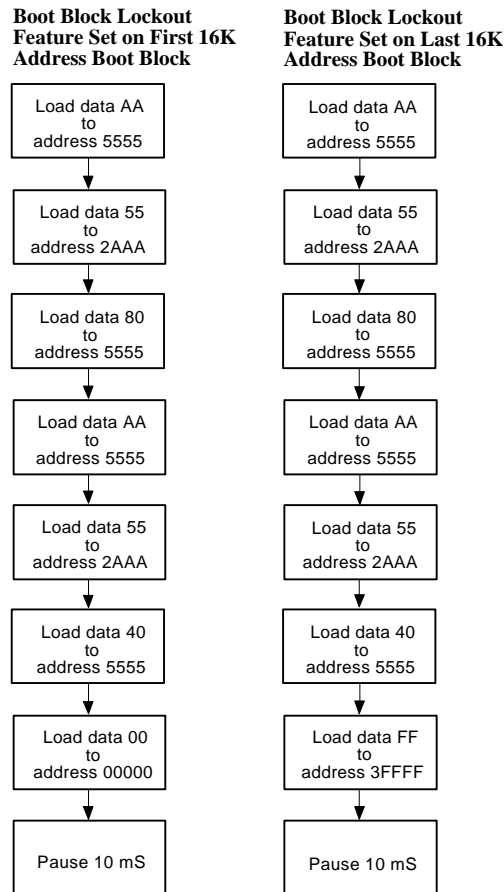 Boot Block Lockout
Feature Set on First 16K
Address Boot Block
Load data AA
to
address 5555
Load data 55
to
address 2AAA
Load data 80
to
address 5555
Load data AA
to
address 5555
Load data 55
to
address 2AAA
Load data 40
to
address 5555
Load data 00
to
address 00000
Pause 10 mS
Boot Block Lockout
Feature Set on Last 16K
Address Boot Block
Load data AA
to
address 5555
Load data 55
to
address 2AAA
Load data 80
to
address 5555
Load data AA
to
address 5555
Load data 55
to
address 2AAA
Load data 40
to
address 5555
Load data FF
to
address 3FFFF
Pause 10 mS